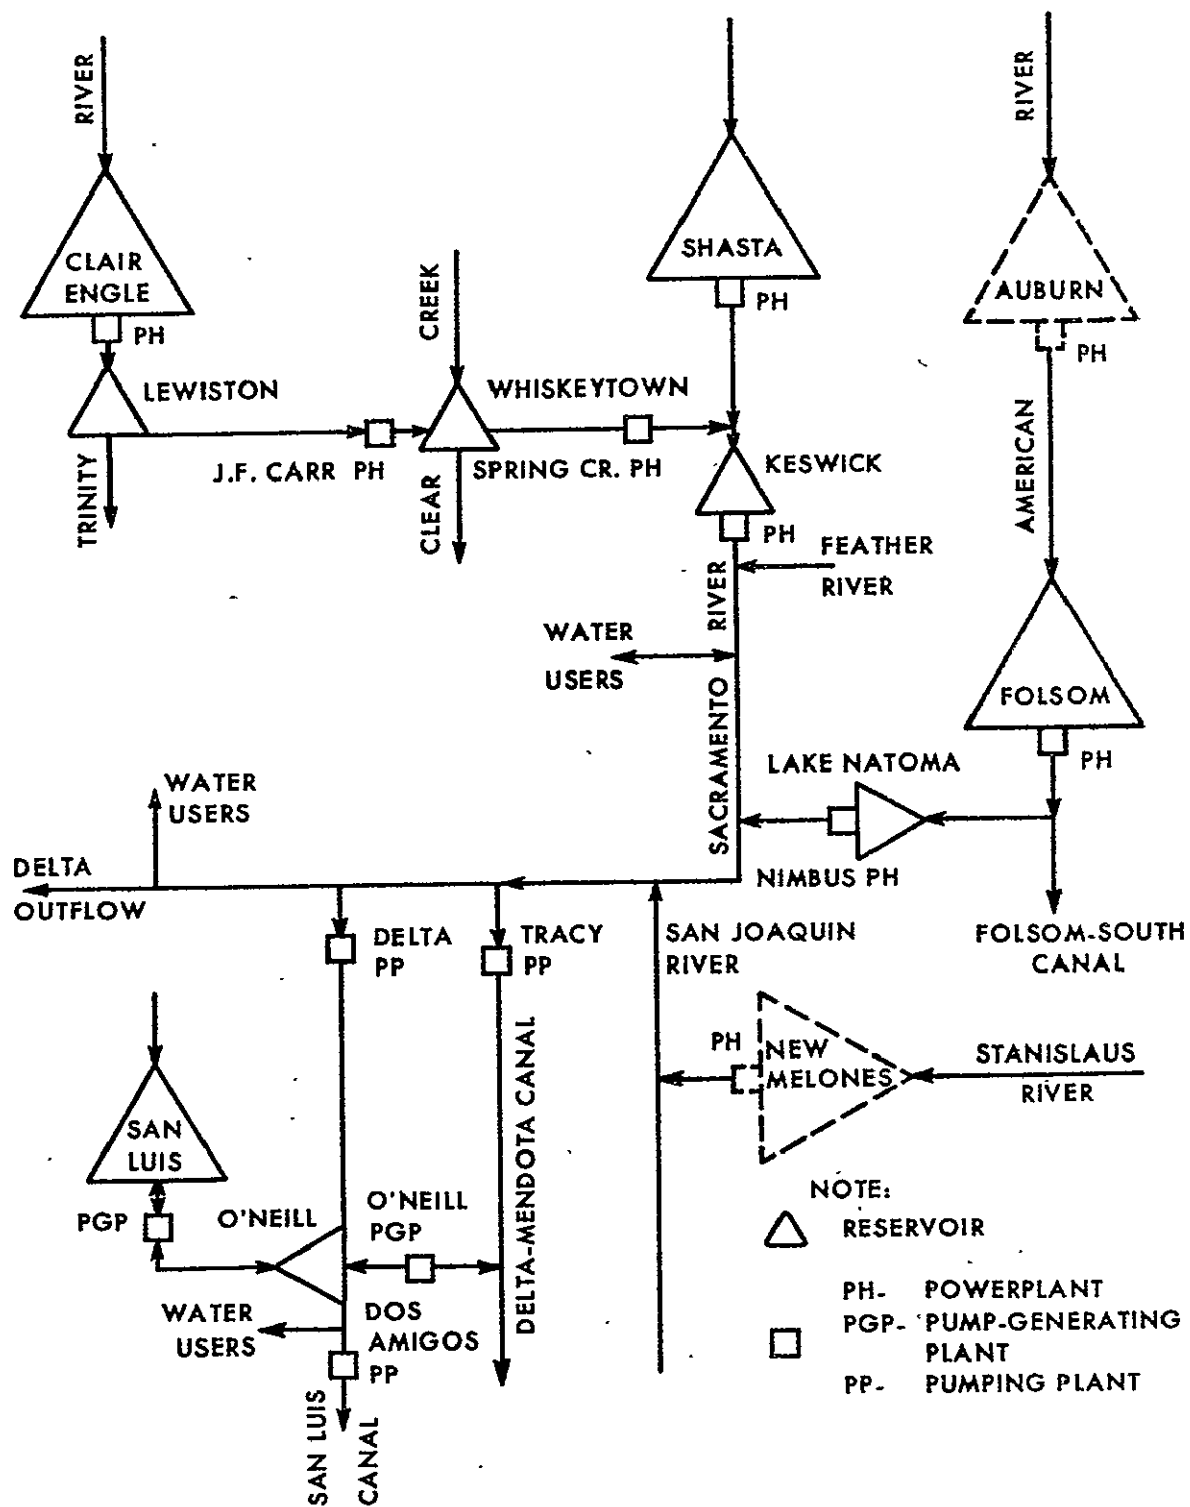 RIVER
CLAIR
ENGLE
PH
LEWISTON
TRINITY
J.F. CARR PH
CREEK
WHISKEYTOWN
CLEAR
SPRING CR. PH
SHASTA
PH
KESWICK
PH
RIVER
AUBURN
PH
AMERICAN
FEATHER
RIVER
SACRAMENTO RIVER
WATER
USERS
FOLSOM
PH
LAKE NATOMA
NIMBUS PH
FOLSOM-SOUTH
CANAL
WATER
USERS
DELTA
OUTFLOW
DELTA
PP
TRACY
PP
SAN JOAQUIN
RIVER
PH
NEW
MELONES
STANISLAUS
RIVER
DELTA-MENDOTA CANAL
SAN
LUIS
PGP
O'NEILL
O'NEILL
PGP
WATER
USERS
DOS
AMIGOS
PP
SAN LUIS
CANAL
NOTE:
RESERVOIR
PH- POWERPLANT
PGP- PUMP-GENERATING
PLANT
PP- PUMPING PLANT